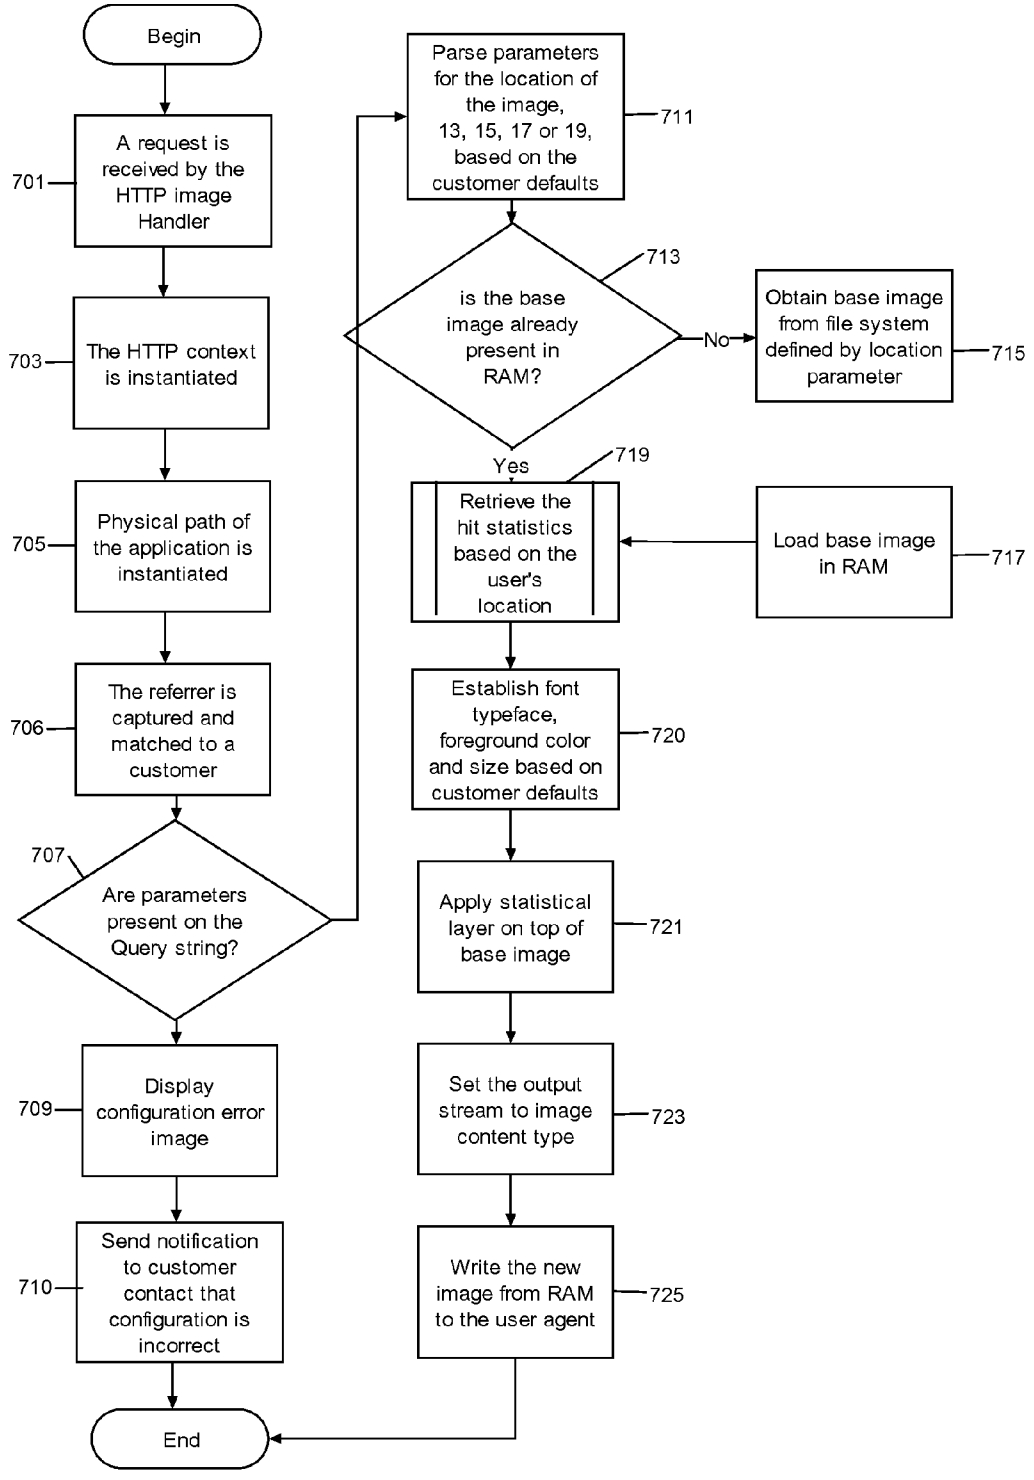 Begin
701
A request is
received by the
HTTP image
Handler
703
The HTTP context
is instantiated
705
Physical path of
the application is
instantiated
706
The referrer is
captured and
matched to a
customer
707
Are parameters
present on the
Query string?
709
Display
configuration error
image
710
Send notification
to customer
contact that
configuration is
incorrect
End
Parse parameters
for the location of
the image,
13, 15, 17 or 19,
based on the
customer defaults
711
713
is the base
image already
present in
RAM?
No
Obtain base image
from file system
defined by location
parameter
715
Yes
719
Retrieve the
hit statistics
based on the
user's
location
Load base image
in RAM
717
Establish font
typeface,
foreground color
and size based on
customer defaults
720
Apply statistical
layer on top of
base image
721
Set the output
stream to image
content type
723
Write the new
image from RAM
to the user agent
725